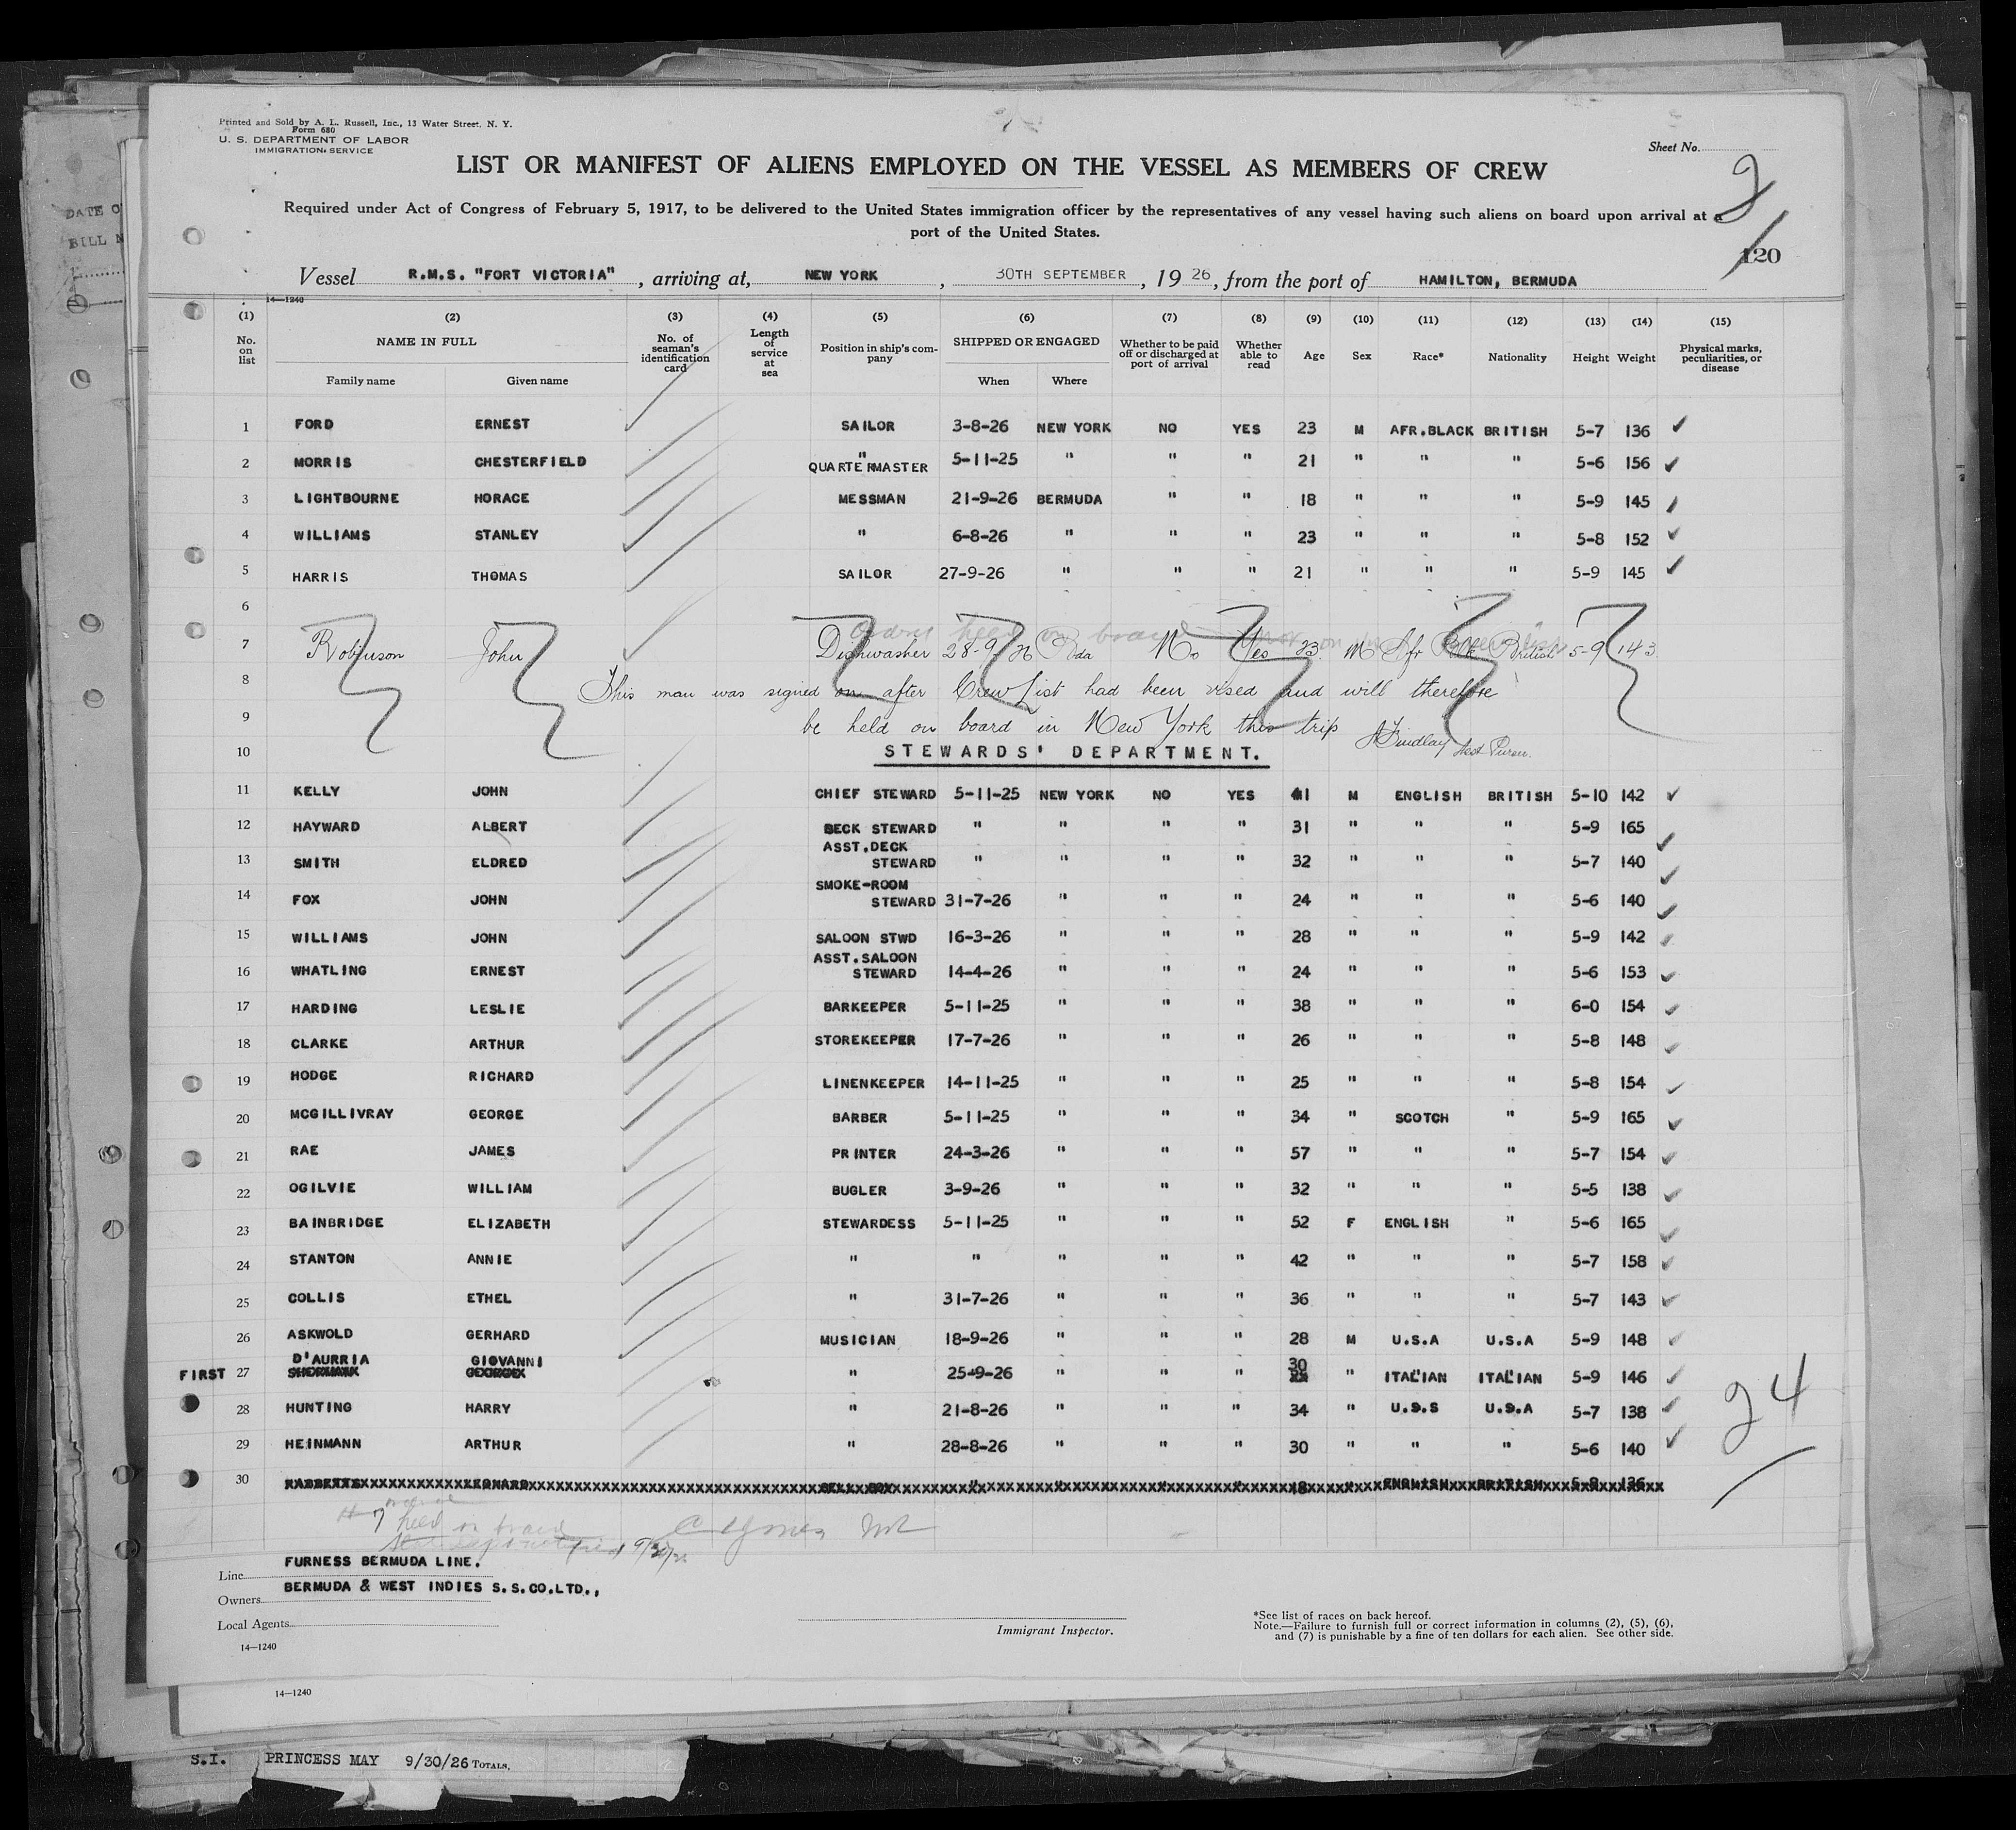 Printed and Sold by A. L. Russell, Inc., 13 Water Street. N. Y.
Form 680
U. S. DEPARTMENT OF LABOR
IMMIGRATION SERVICE
Sheet No.
2
LIST OR MANIFEST OF ALIENS EMPLOYED ON THE VESSEL AS MEMBERS OF CREW
Required under Act of Congress of February 5, 1917, to be delivered to the United States immigration officer by the representatives of any vessel having such aliens on board upon arrival at a
port of the United States.
120
Vessel R.M.S. "FORT VICTORIA", arriving at, NEW YORK, 30TH SEPTEMBER, 1926, from the port of HAMILTON, BERMUDA
14—1240
(1) (2) (3) (4) (5) (6) (7) (8) (9) (10) (11) (12) (13) (14) (15)
No. on list NAME IN FULL Family name Given name No. of seaman's identification card Length of service at sea Position in ship's company SHIPPED OR ENGAGED When Where Whether to be paid off or discharged at port of arrival Whether able to read Age Sex Race* Nationality Height Weight Physical marks, peculiarities, or disease
1 FORD ERNEST SAILOR 3-8-26 NEW YORK NO YES 23 M AFR.BLACK BRITISH 5-7 136
2 MORRIS CHESTERFIELD " QUARTERMASTER 5-11-25 " " " 21 " " " 5-6 156
3 LIGHTBOURNE HORACE MESSMAN 21-9-26 BERMUDA " " 18 " " " 5-9 145
4 WILLIAMS STANLEY " 6-8-26 " " " 23 " " " 5-8 152
5 HARRIS THOMAS SAILOR 27-9-26 " " " 21 " " " 5-9 145
6
7 Robinson John Dishwasher 28-9-26 Bda No Yes 23 M Afr Blk British 5-9 143
8 This man was signed on after Crew List had been vised and will therefore
9 be held on board in New York this trip
A Findlay Asst Purser.
10 STEWARDS' DEPARTMENT.
11 KELLY JOHN CHIEF STEWARD 5-11-25 NEW YORK NO YES 41 M ENGLISH BRITISH 5-10 142
12 HAYWARD ALBERT DECK STEWARD " " " " 31 " " " 5-9 165
13 SMITH ELDRED ASST.DECK STEWARD " " " " 32 " " " 5-7 140
14 FOX JOHN SMOKE-ROOM STEWARD 31-7-26 " " " 24 " " " 5-6 140
15 WILLIAMS JOHN SALOON STWD 16-3-26 " " " 28 " " " 5-9 142
16 WHATLING ERNEST ASST.SALOON STEWARD 14-4-26 " " " 24 " " " 5-6 153
17 HARDING LESLIE BARKEEPER 5-11-25 " " " 38 " " " 6-0 154
18 CLARKE ARTHUR STOREKEEPER 17-7-26 " " " 26 " " " 5-8 148
19 HODGE RICHARD LINENKEEPER 14-11-25 " " " 25 " " " 5-8 154
20 MCGILLIVRAY GEORGE BARBER 5-11-25 " " " 34 " SCOTCH " 5-9 165
21 RAE JAMES PRINTER 24-3-26 " " " 57 " " " 5-7 154
22 OGILVIE WILLIAM BUGLER 3-9-26 " " " 32 " " " 5-5 138
23 BAINBRIDGE ELIZABETH STEWARDESS 5-11-25 " " " 52 F ENGLISH " 5-6 165
24 STANTON ANNIE " " " " " 42 " " " 5-7 158
25 COLLIS ETHEL " 31-7-26 " " " 36 " " " 5-7 143
26 ASKWOLD GERHARD MUSICIAN 18-9-26 " " " 28 M U.S.A U.S.A 5-9 148
FIRST 27 D'AURRIA GIOVANNI " 25-9-26 " " " 30 " ITALIAN ITALIAN 5-9 146
28 HUNTING HARRY " 21-8-26 " " " 34 " U.S.S U.S.A 5-7 138
29 HEINMANN ARTHUR " 28-8-26 " " " 30 " " " 5-6 140
30 LEONARD BELL BOY " " " " 18 " ENGLISH BRITISH 5-8 136
24
# 7 held on board
9/30/26
Line FURNESS BERMUDA LINE.
Owners BERMUDA & WEST INDIES S.S.CO.LTD.,
Local Agents
14—1240
Immigrant Inspector.
*See list of races on back hereof.
Note.—Failure to furnish full or correct information in columns (2), (5), (6),
and (7) is punishable by a fine of ten dollars for each alien. See other side.
14—1240
S.I. PRINCESS MAY 9/30/26 TOTALS,
DATE O
BILL N